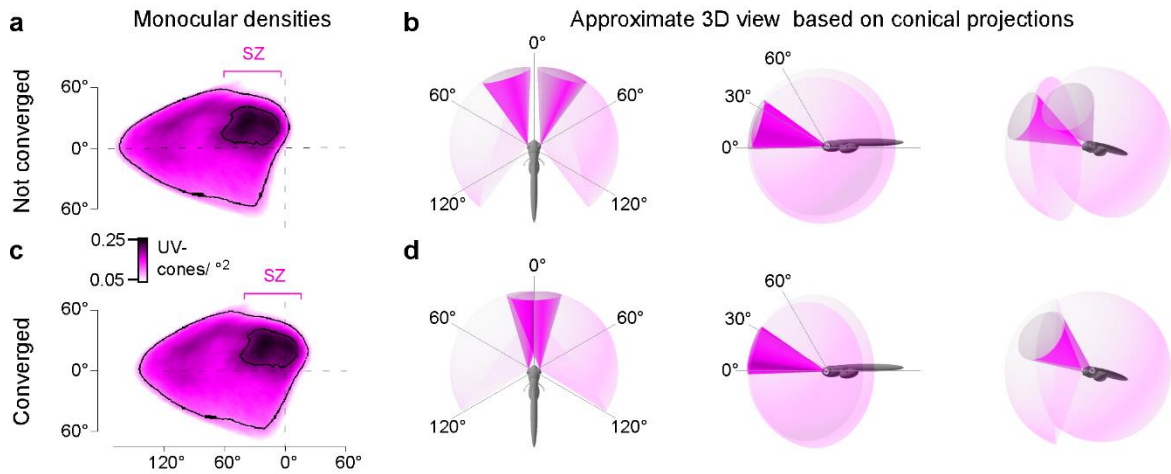 a Monocular densities
SZ
Not converged
60°
0°
60°
b Approximate 3D view based on conical projections
0°
60° 60°
120° 120°
60°
30°
0°
c
0.25
0.05
UV-
cones/ °²
SZ
Converged
60°
0°
60°
120° 60° 0° 60°
d
0°
60° 60°
120° 120°
60°
30°
0°